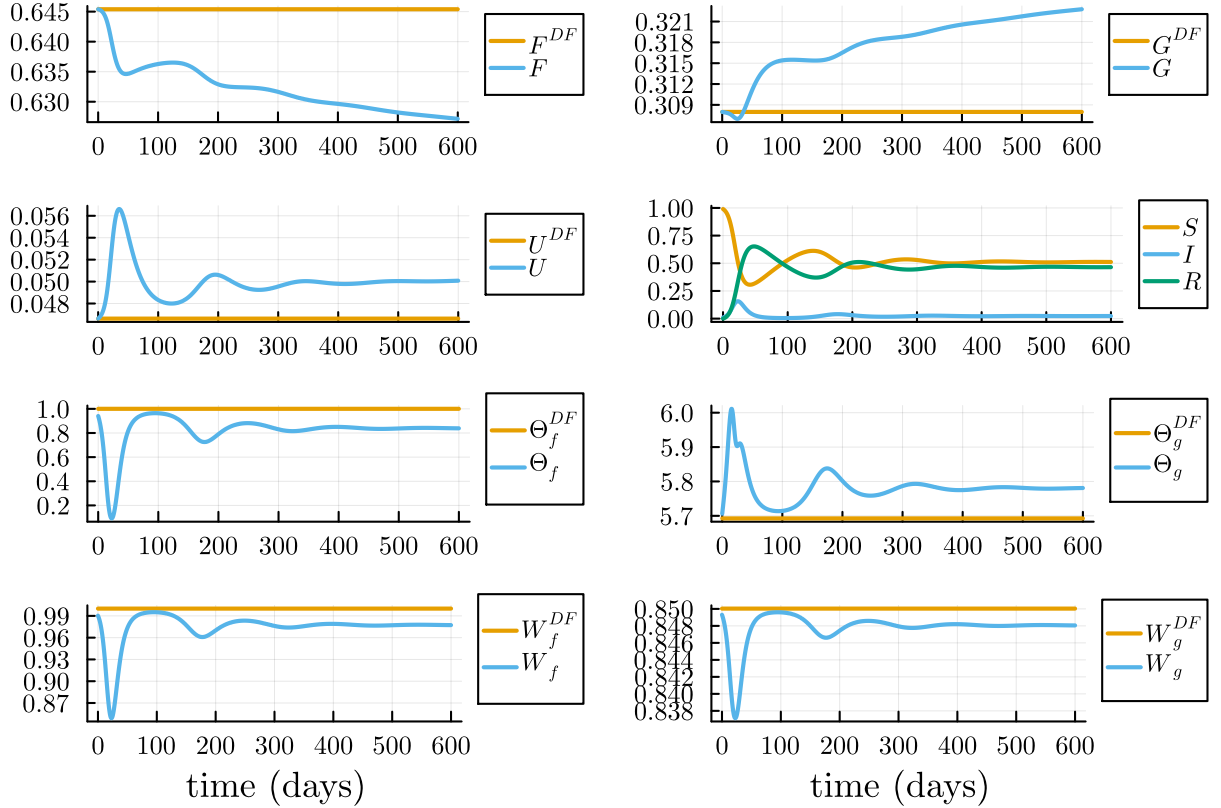 0.645
0.640
0.635
0.630
0 100 200 300 400 500 600
F^DF
F
0.321
0.318
0.315
0.312
0.309
0 100 200 300 400 500 600
G^DF
G
0.056
0.054
0.052
0.050
0.048
0 100 200 300 400 500 600
U^DF
U
1.00
0.75
0.50
0.25
0.00
0 100 200 300 400 500 600
S
I
R
1.0
0.8
0.6
0.4
0.2
0 100 200 300 400 500 600
Θ_f^DF
Θ_f
6.0
5.9
5.8
5.7
0 100 200 300 400 500 600
Θ_g^DF
Θ_g
0.99
0.96
0.93
0.90
0.87
0 100 200 300 400 500 600
time (days)
W_f^DF
W_f
0.850
0.848
0.846
0.844
0.842
0.840
0.838
0 100 200 300 400 500 600
time (days)
W_g^DF
W_g